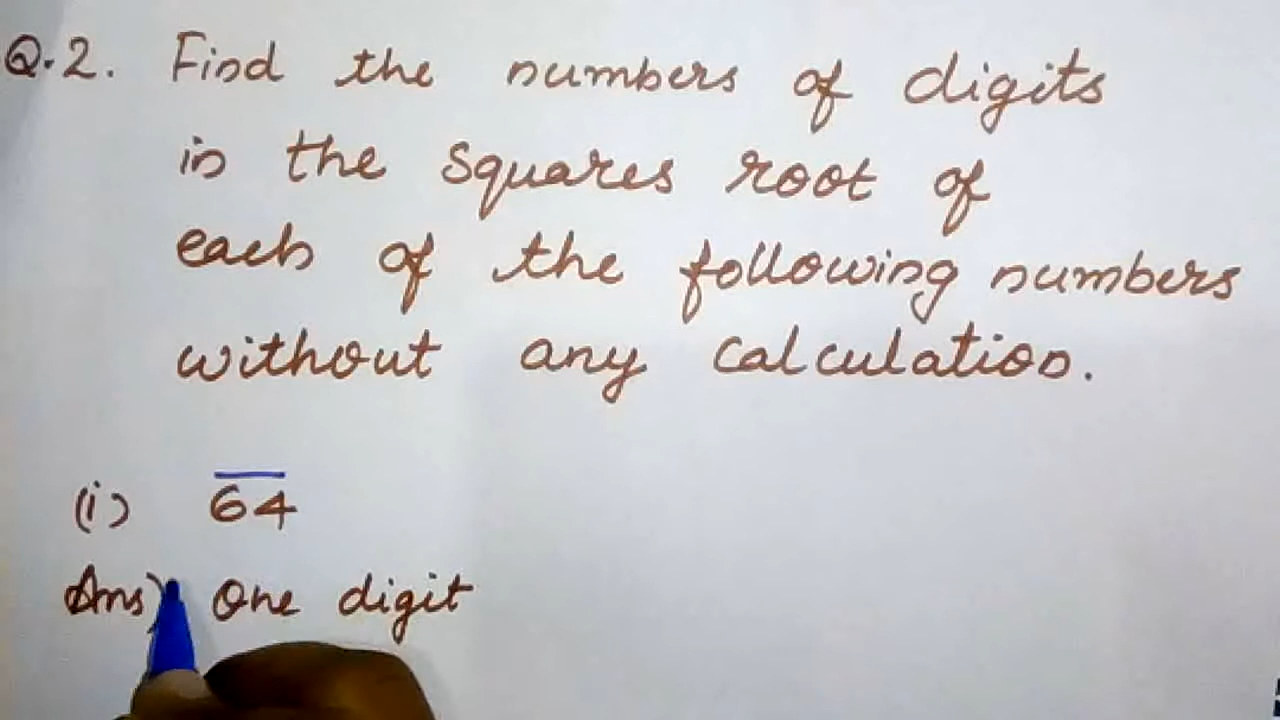 Q.2. Find the numbers of digits
in the squares root of
each of the following numbers
without any calculation.
(i) 64
Ans) One digit